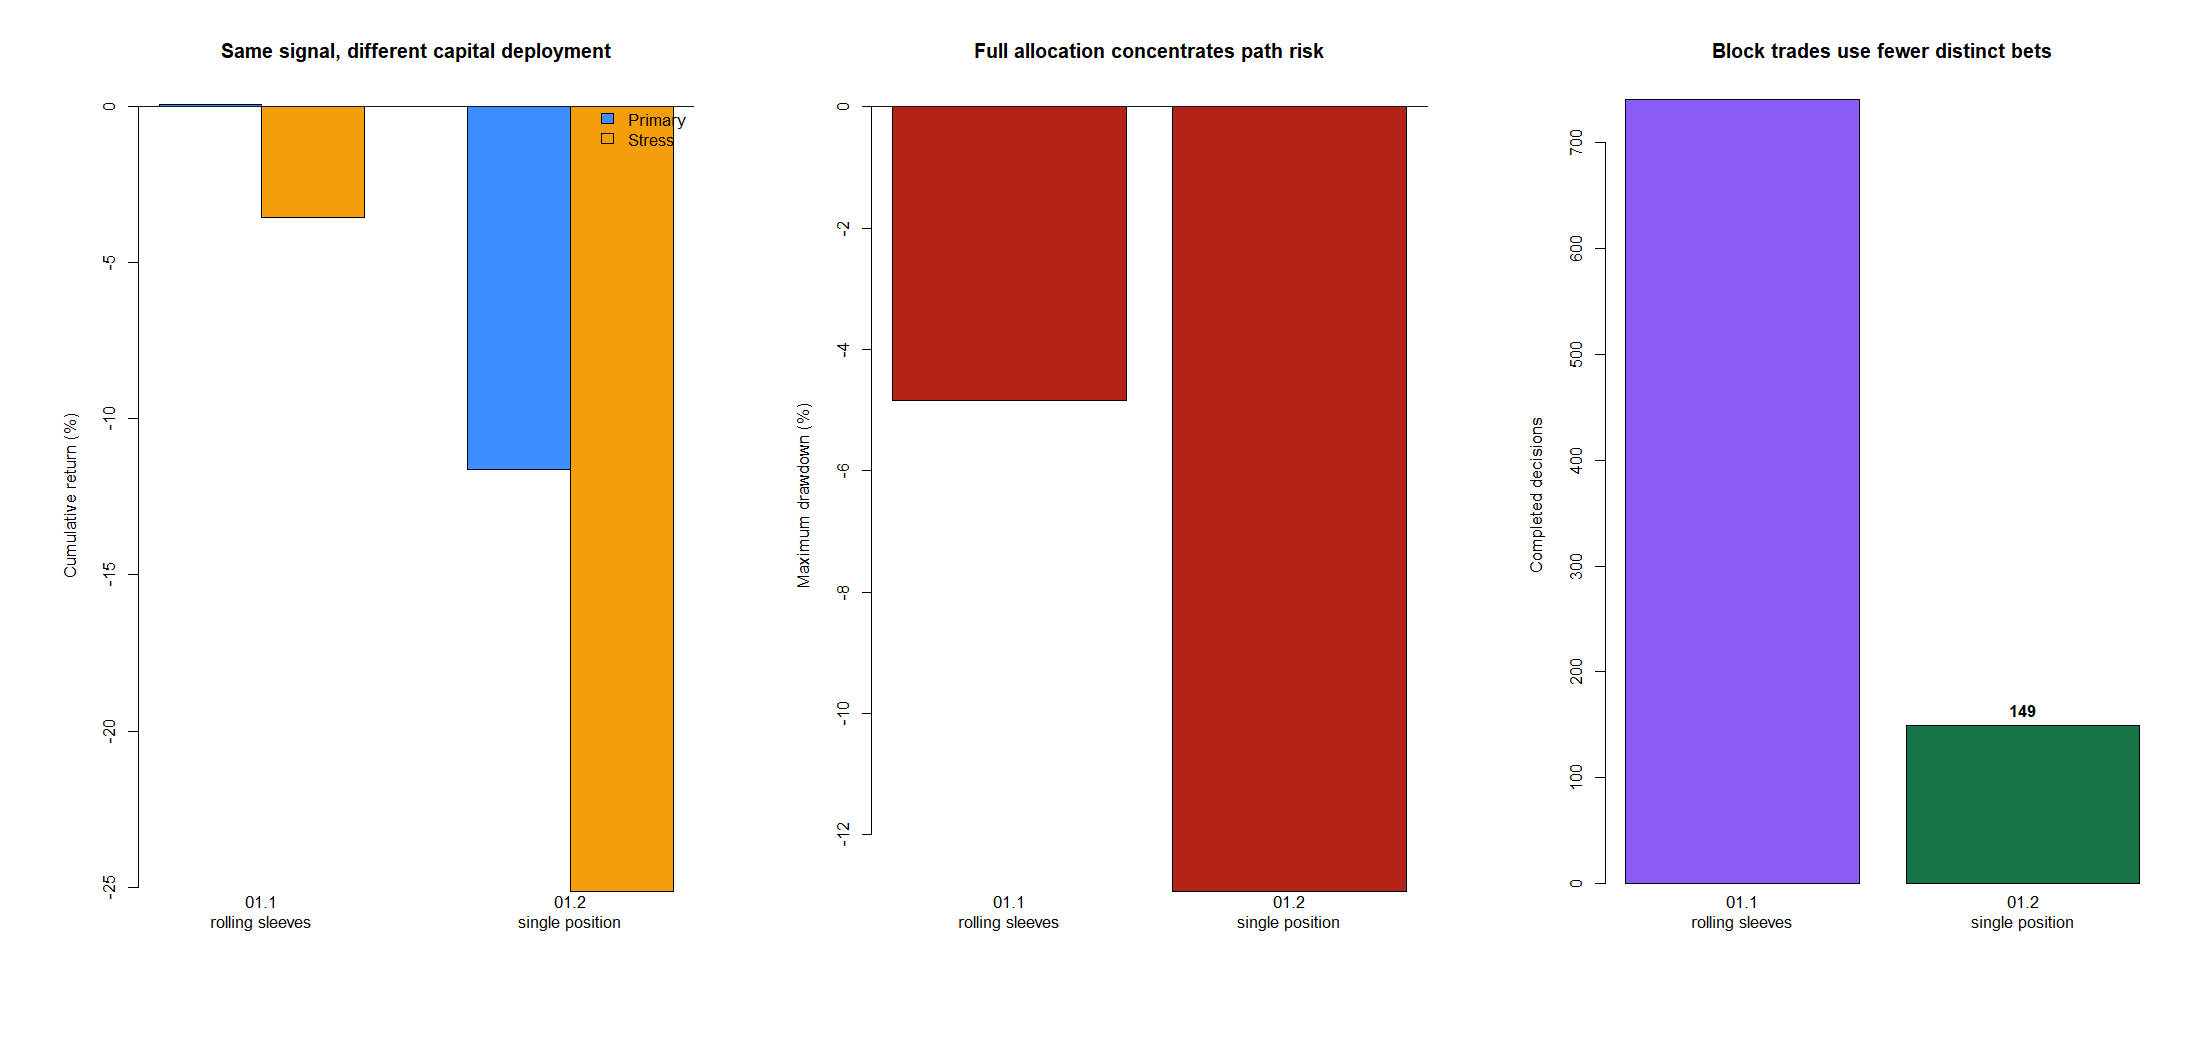 Same signal, different capital deployment
Cumulative return (%)
0
-5
-10
-15
-20
-25
Primary
Stress
01.1
rolling sleeves
01.2
single position
Full allocation concentrates path risk
Maximum drawdown (%)
0
-2
-4
-6
-8
-10
-12
01.1
rolling sleeves
01.2
single position
Block trades use fewer distinct bets
Completed decisions
700
600
500
400
300
200
100
0
149
01.1
rolling sleeves
01.2
single position